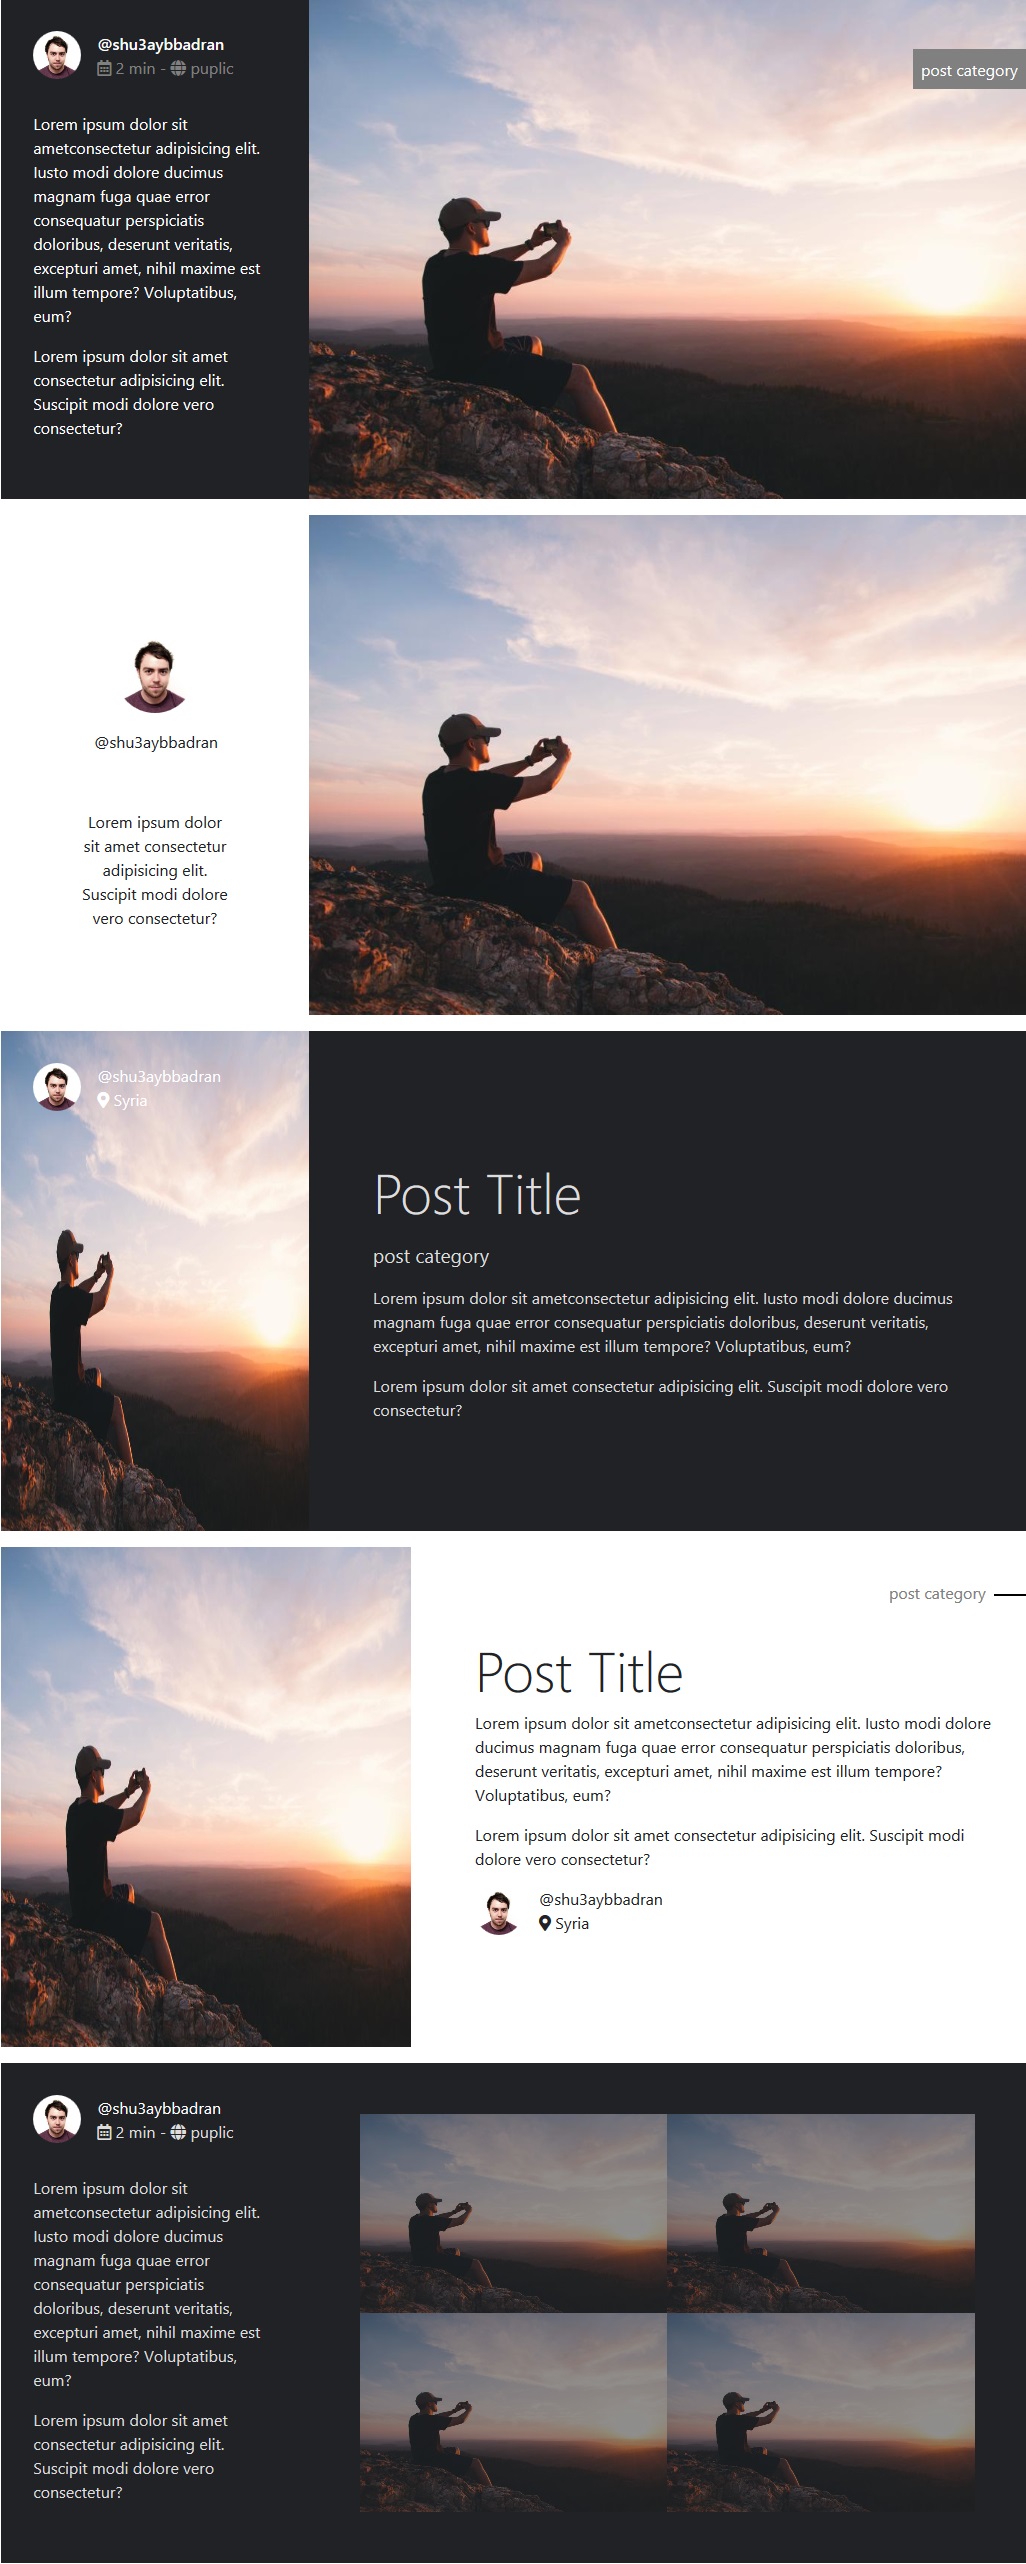 @shu3aybbadran
2 min - puplic
post category
Lorem ipsum dolor sit
ametconsectetur adipisicing elit.
Iusto modi dolore ducimus
magnam fuga quae error
consequatur perspiciatis
doloribus, deserunt veritatis,
excepturi amet, nihil maxime est
illum tempore? Voluptatibus,
eum?
Lorem ipsum dolor sit amet
consectetur adipisicing elit.
Suscipit modi dolore vero
consectetur?
@shu3aybbadran
Lorem ipsum dolor
sit amet consectetur
adipisicing elit.
Suscipit modi dolore
vero consectetur?
@shu3aybbadran
Syria
Post Title
post category
Lorem ipsum dolor sit ametconsectetur adipisicing elit. Iusto modi dolore ducimus
magnam fuga quae error consequatur perspiciatis doloribus, deserunt veritatis,
excepturi amet, nihil maxime est illum tempore? Voluptatibus, eum?
Lorem ipsum dolor sit amet consectetur adipisicing elit. Suscipit modi dolore vero
consectetur?
post category
Post Title
Lorem ipsum dolor sit ametconsectetur adipisicing elit. Iusto modi dolore
ducimus magnam fuga quae error consequatur perspiciatis doloribus,
deserunt veritatis, excepturi amet, nihil maxime est illum tempore?
Voluptatibus, eum?
Lorem ipsum dolor sit amet consectetur adipisicing elit. Suscipit modi
dolore vero consectetur?
@shu3aybbadran
Syria
@shu3aybbadran
2 min - puplic
Lorem ipsum dolor sit
ametconsectetur adipisicing elit.
Iusto modi dolore ducimus
magnam fuga quae error
consequatur perspiciatis
doloribus, deserunt veritatis,
excepturi amet, nihil maxime est
illum tempore? Voluptatibus,
eum?
Lorem ipsum dolor sit amet
consectetur adipisicing elit.
Suscipit modi dolore vero
consectetur?